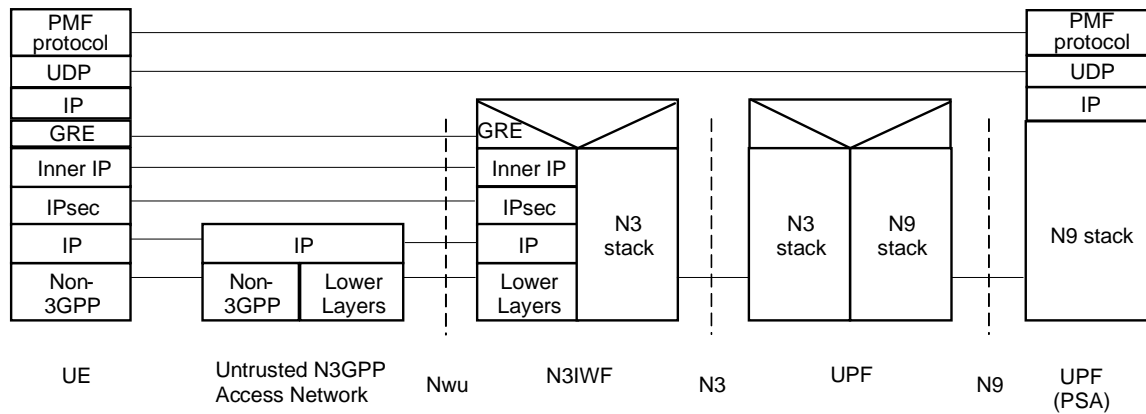 PMF
protocol
UDP
IP
GRE
Inner IP
IPsec
IP
Non-
3GPP
UE
IP
Non-
3GPP
Lower
Layers
Untrusted N3GPP
Access Network
Nwu
GRE
Inner IP
IPsec
IP
Lower
Layers
N3
stack
N3IWF
N3
N3
stack
N9
stack
UPF
N9
PMF
protocol
UDP
IP
N9 stack
UPF
(PSA)